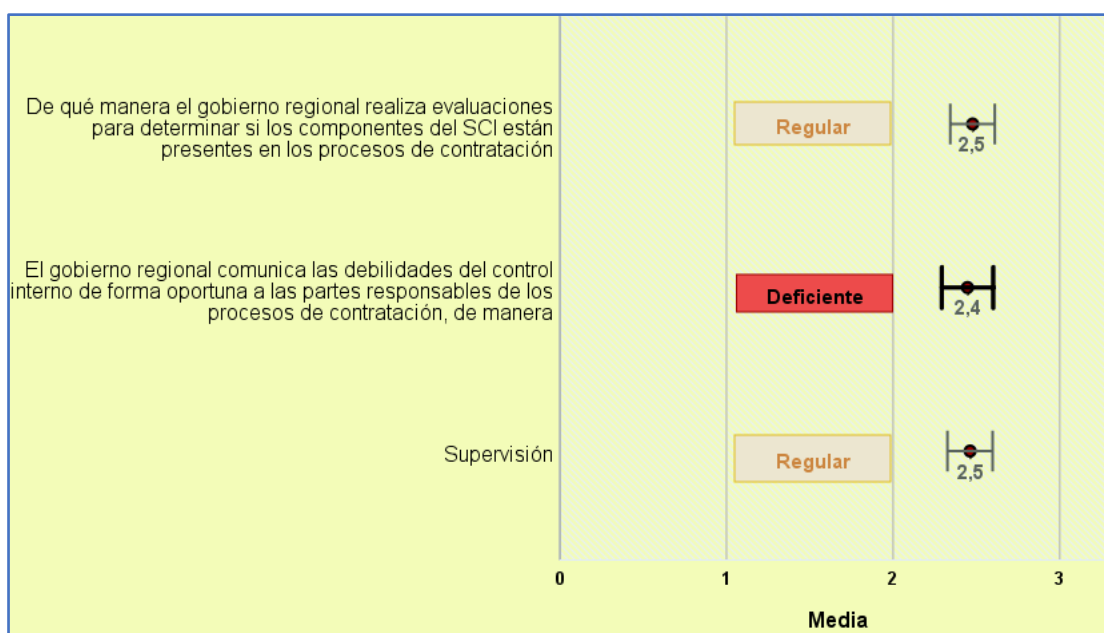 De qué manera el gobierno regional realiza evaluaciones
para determinar si los componentes del SCI están
presentes en los procesos de contratación
Regular
2,5
El gobierno regional comunica las debilidades del control
interno de forma oportuna a las partes responsables de los
procesos de contratación, de manera
Deficiente
2,4
Supervisión
Regular
2,5
0 1 2 3
Media